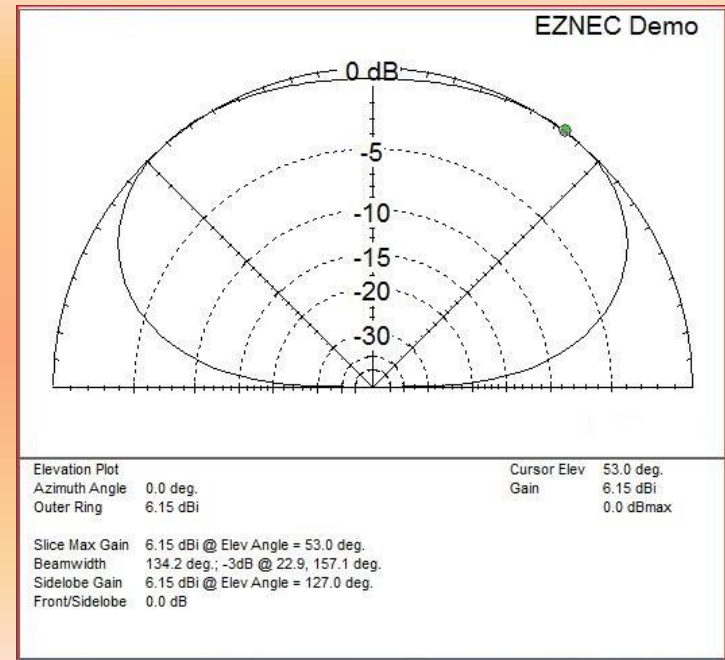 EZNEC Demo
0 dB
-5
-10
-15
-20
-30
Elevation Plot
Azimuth Angle 0.0 deg.
Outer Ring 6.15 dBi
Slice Max Gain 6.15 dBi @ Elev Angle = 53.0 deg.
Beamwidth 134.2 deg.; -3dB @ 22.9, 157.1 deg.
Sidelobe Gain 6.15 dBi @ Elev Angle = 127.0 deg.
Front/Sidelobe 0.0 dB
Cursor Elev 53.0 deg.
Gain 6.15 dBi
0.0 dBmax